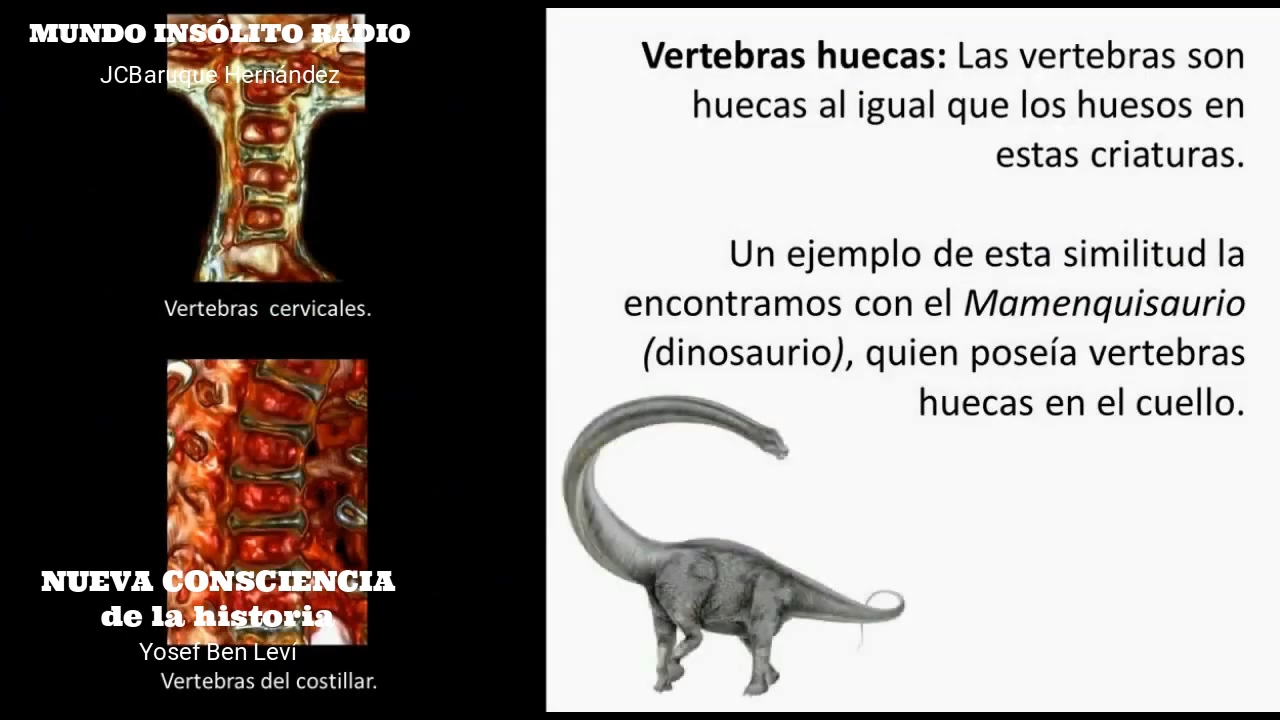 MUNDO INSÓLITO RADIO
JCBaruque Hernández
Vertebras cervicales.
NUEVA CONSCIENCIA
de la historia
Yosef Ben Leví
Vertebras del costillar.
Vertebras huecas: Las vertebras son
huecas al igual que los huesos en
estas criaturas.
Un ejemplo de esta similitud la
encontramos con el Mamenquisaurio
(dinosaurio), quien poseía vertebras
huecas en el cuello.